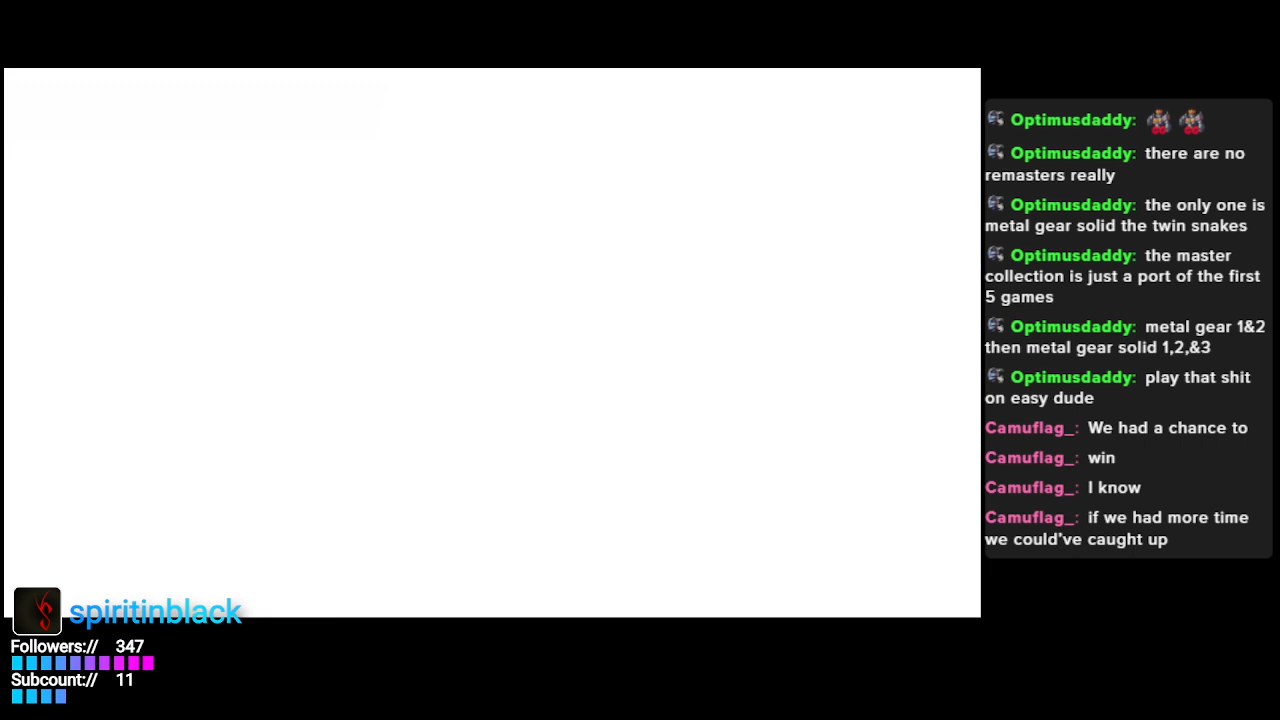 Optimusdaddy:
Optimusdaddy: there are no
remasters really
Optimusdaddy: the only one is
metal gear solid the twin snakes
Optimusdaddy: the master
collection is just a port of the first
5 games
Optimusdaddy: metal gear 1&2
then metal gear solid 1,2,&3
Optimusdaddy: play that shit
on easy dude
Camuflag_: We had a chance to
Camuflag_: win
Camuflag_: I know
Camuflag_: if we had more time
we could've caught up
spiritinblack
Followers:// 347
Subcount:// 11